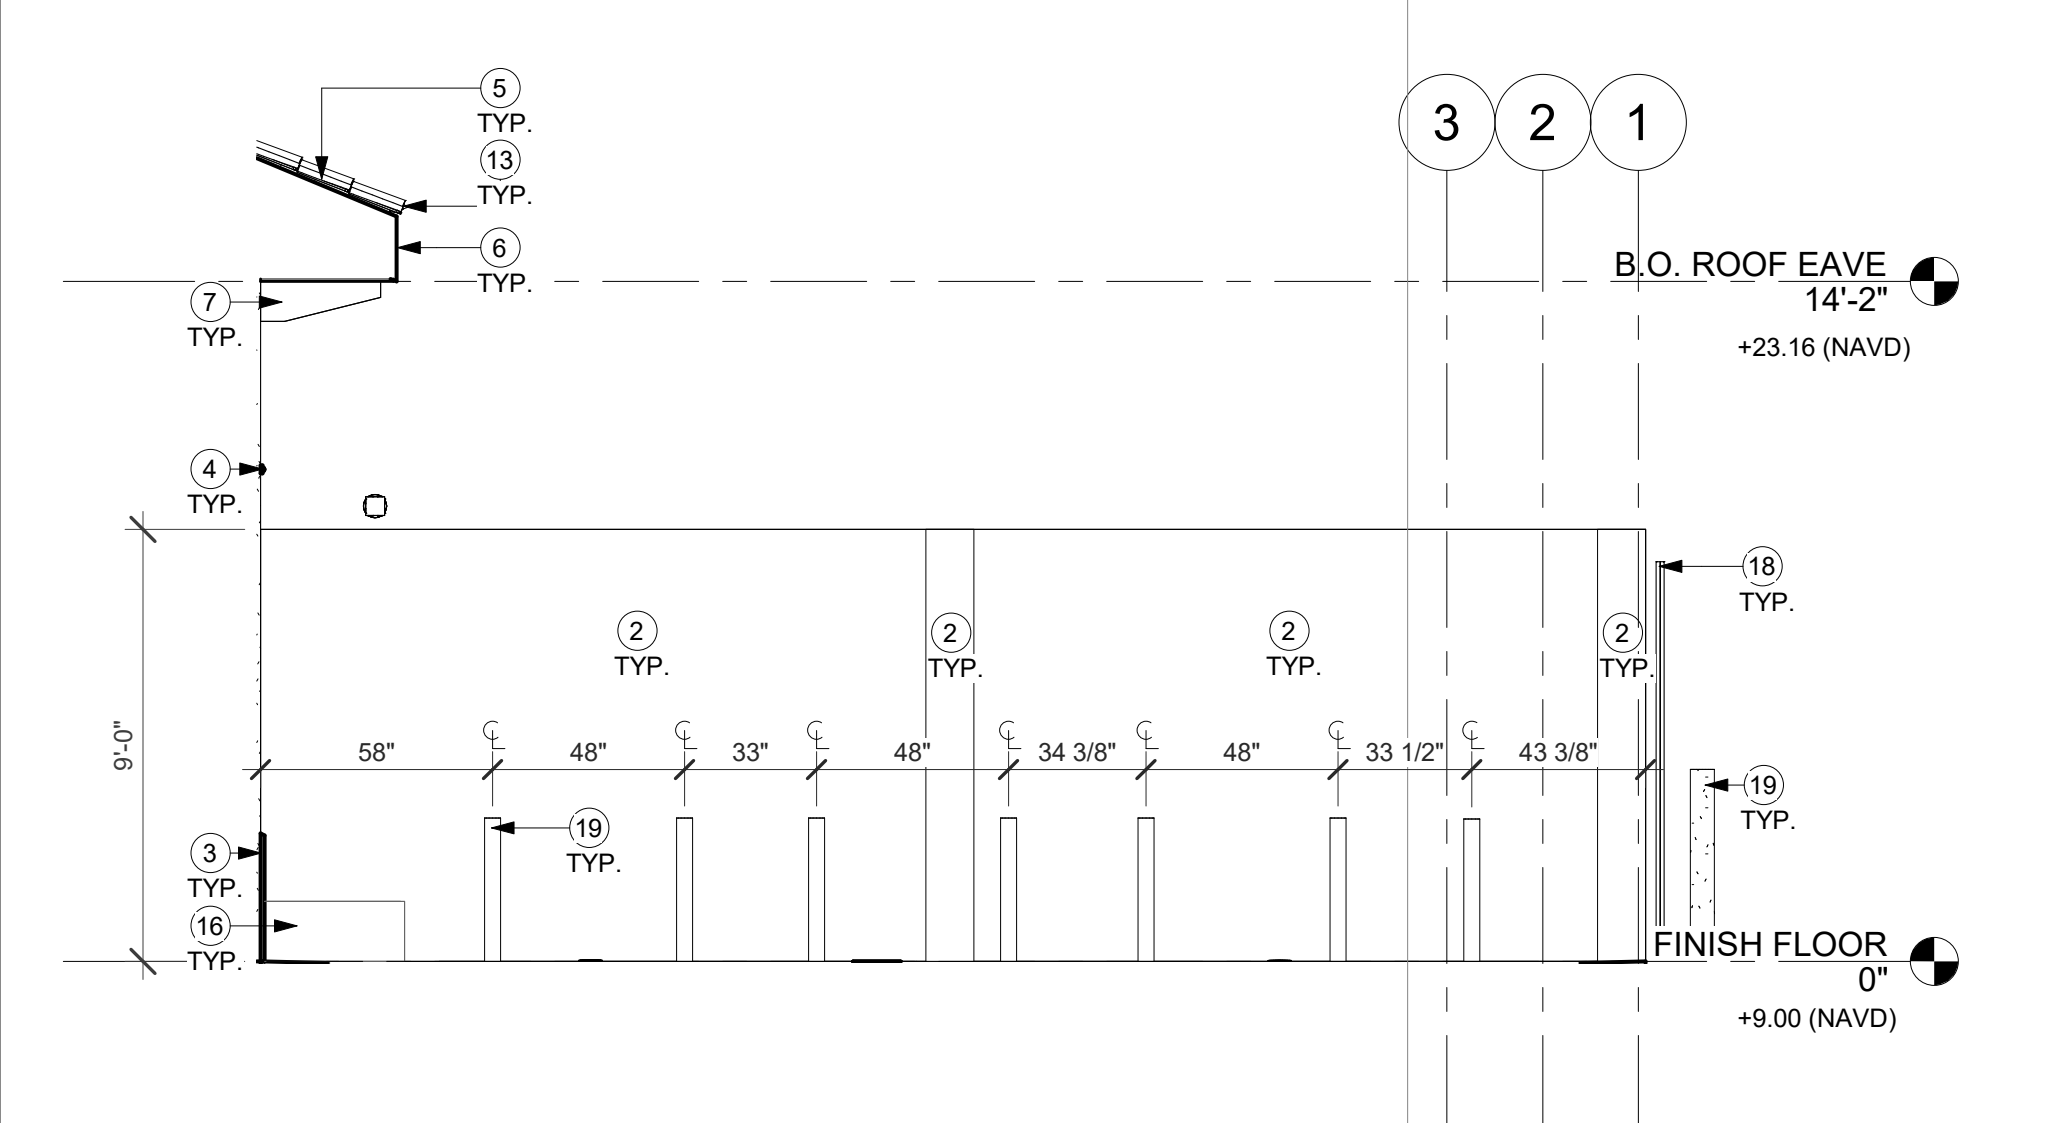 5
TYP.
13
TYP.
6
TYP.
7
TYP.
4
TYP.
3 2 1
B.O. ROOF EAVE
14'-2"
+23.16 (NAVD)
9'-0"
2
TYP.
2
TYP.
2
TYP.
2
TYP.
18
TYP.
℄ ℄ ℄ ℄ ℄ ℄ ℄
58" 48" 33" 48" 34 3/8" 48" 33 1/2" 43 3/8"
19
TYP.
19
TYP.
3
TYP.
16
TYP.
FINISH FLOOR
0"
+9.00 (NAVD)